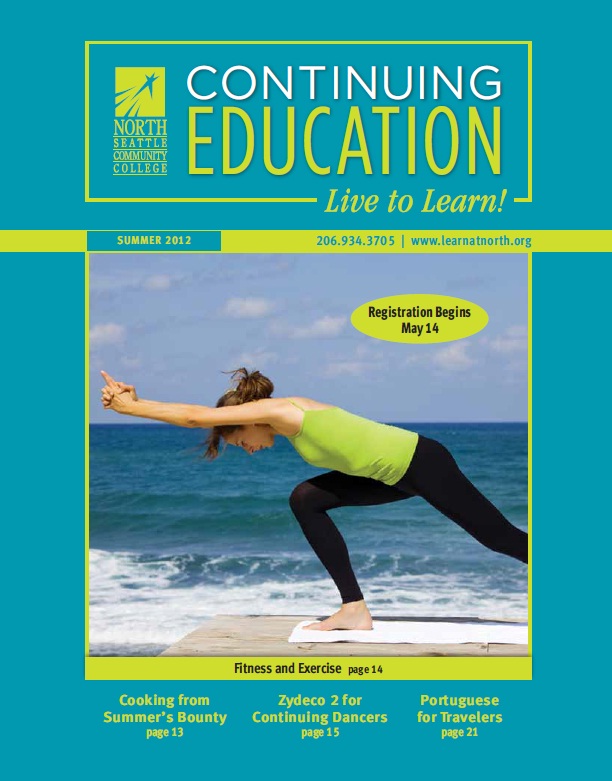 CONTINUING
EDUCATION
NORTH
SEATTLE
COMMUNITY
COLLEGE
Live to Learn!
SUMMER 2012
206.934.3705 | www.learnatnorth.org
Registration Begins
May 14
Fitness and Exercise page 14
Cooking from
Summer's Bounty
page 13
Zydeco 2 for
Continuing Dancers
page 15
Portuguese
for Travelers
page 21